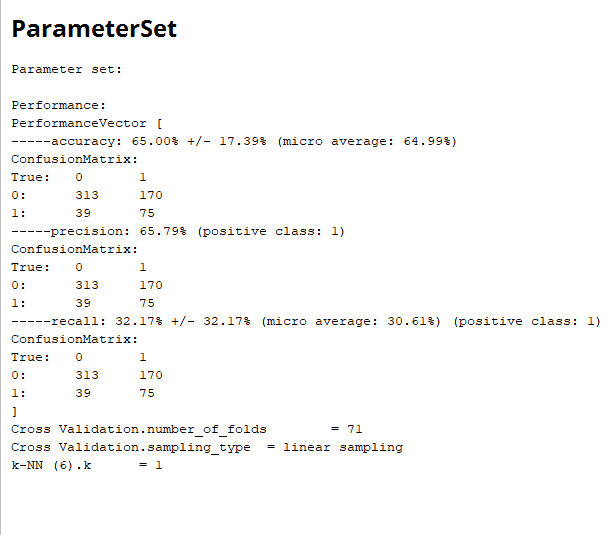 ParameterSet
Parameter set:
Performance:
PerformanceVector [
-----accuracy: 65.00% +/- 17.39% (micro average: 64.99%)
ConfusionMatrix:
True:   0       1
0:      313     170
1:      39      75
-----precision: 65.79% (positive class: 1)
ConfusionMatrix:
True:   0       1
0:      313     170
1:      39      75
-----recall: 32.17% +/- 32.17% (micro average: 30.61%) (positive class: 1)
ConfusionMatrix:
True:   0       1
0:      313     170
1:      39      75
]
Cross Validation.number_of_folds        = 71
Cross Validation.sampling_type  = linear sampling
k-NN (6).k      = 1